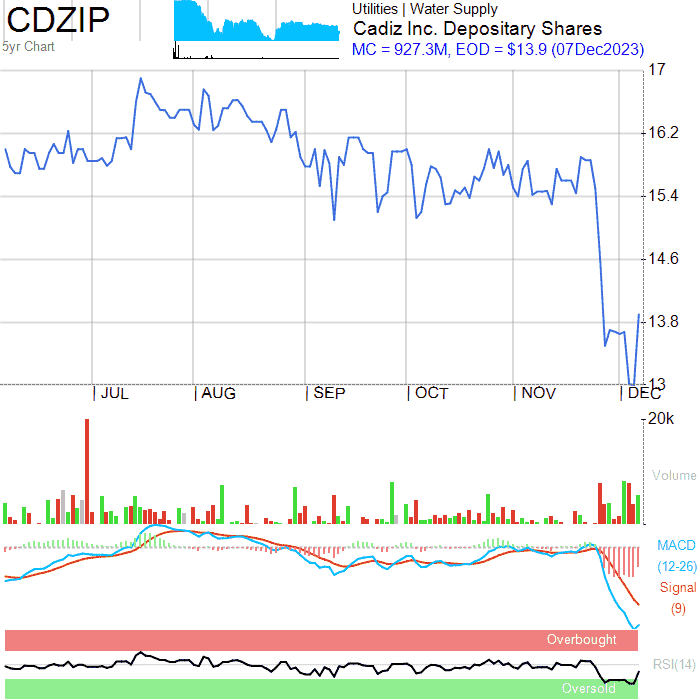 CDZIP
5yr Chart
Utilities | Water Supply
Cadiz Inc. Depositary Shares
MC = 927.3M, EOD = $13.9 (07Dec2023)
17
16.2
15.4
14.6
13.8
13
JUL AUG SEP OCT NOV DEC
20k
Volume
MACD
(12-26)
Signal
(9)
Overbought
RSI(14)
Oversold